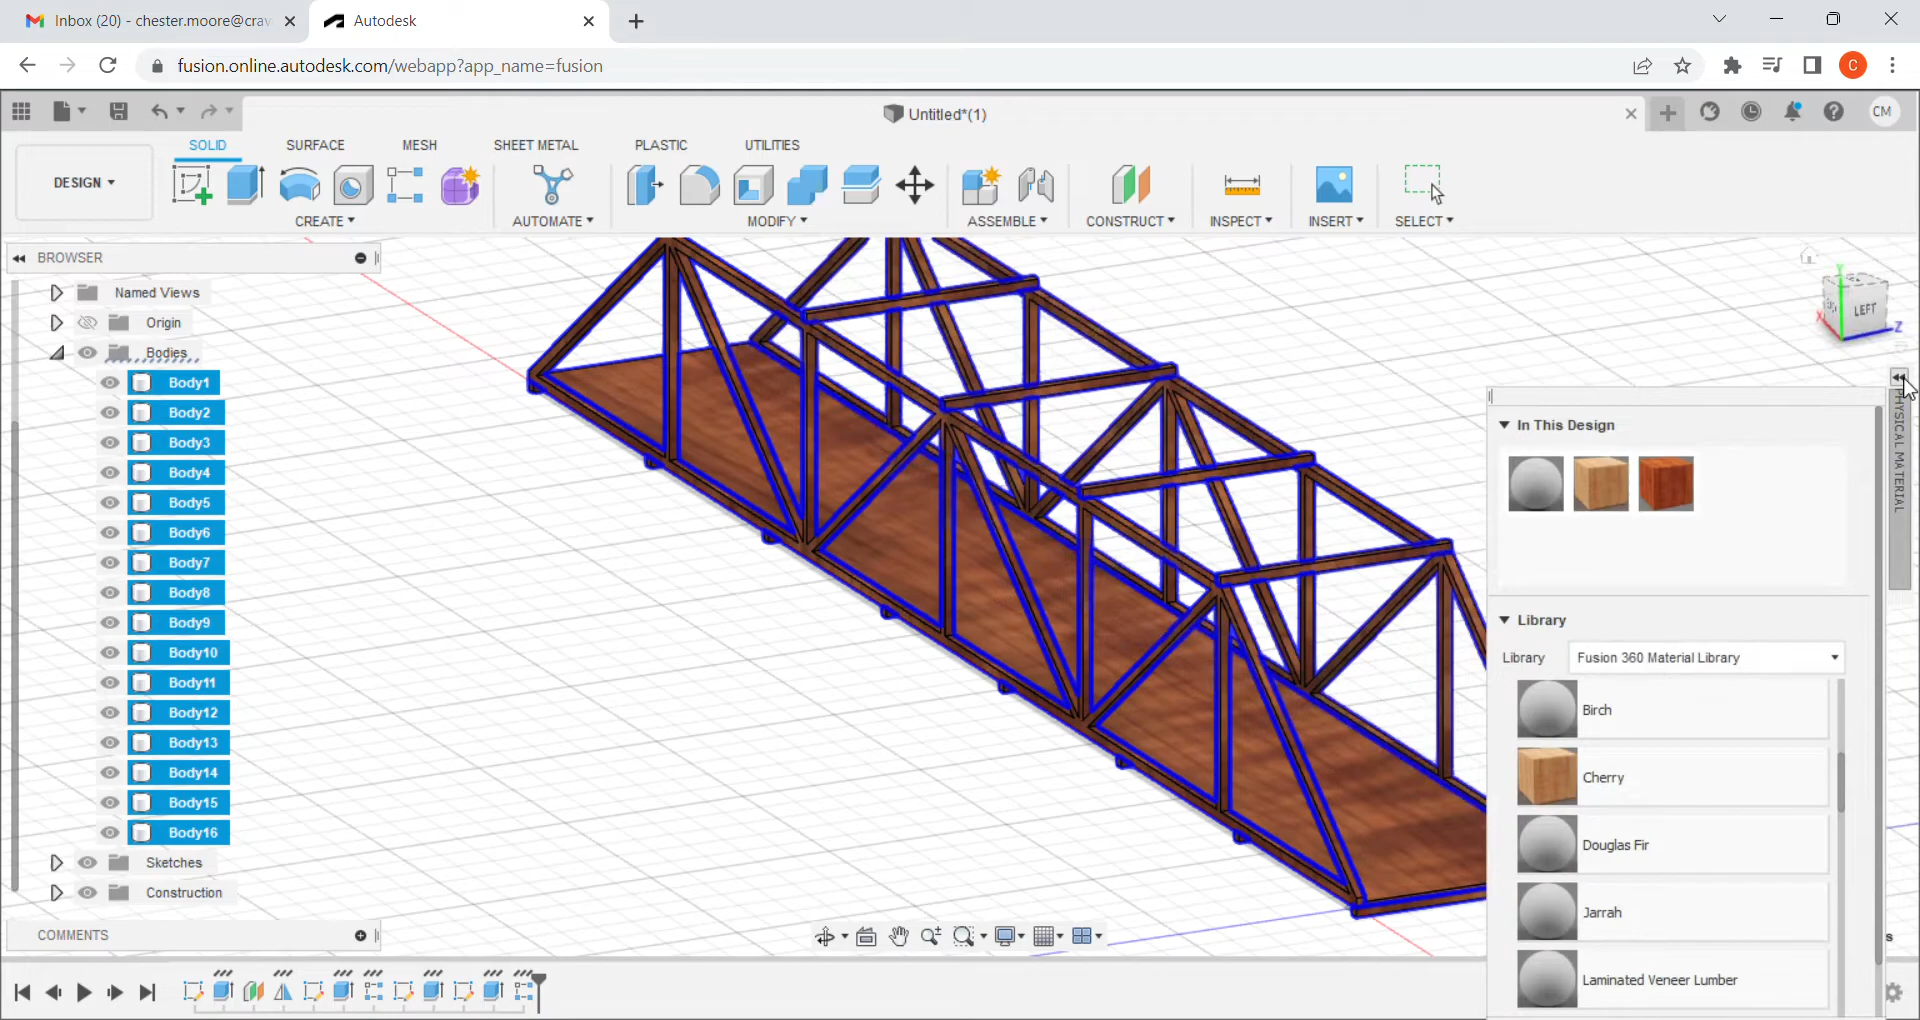 Inbox (20) - chester.moore@craw
Autodesk
fusion.online.autodesk.com/webapp?app_name=fusion
C
Untitled*(1)
CM
SOLID SURFACE MESH SHEET METAL PLASTIC UTILITIES
DESIGN
CREATE AUTOMATE MODIFY ASSEMBLE CONSTRUCT INSPECT INSERT SELECT
BROWSER
Named Views
Origin
Bodies
Body1
Body2
Body3
Body4
Body5
Body6
Body7
Body8
Body9
Body10
Body11
Body12
Body13
Body14
Body15
Body16
Sketches
Construction
COMMENTS
Y
LEFT
X
Z
PHYSICAL MATERIAL
In This Design
Library
Library Fusion 360 Material Library
Birch
Cherry
Douglas Fir
Jarrah
Laminated Veneer Lumber